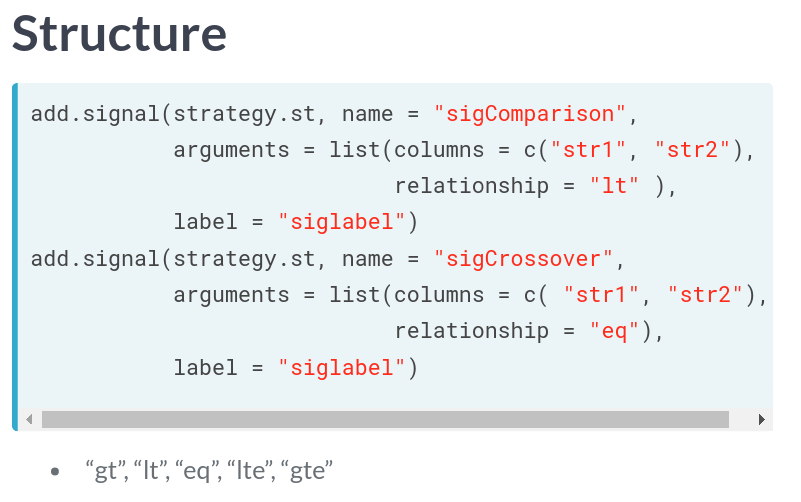 Structure
add.signal(strategy.st, name = "sigComparison",
arguments = list(columns = c("str1", "str2"),
relationship = "lt" ),
label = "siglabel")
add.signal(strategy.st, name = "sigCrossover",
arguments = list(columns = c( "str1", "str2"),
relationship = "eq"),
label = "siglabel")
• “gt”, “lt”, “eq”, “lte”, “gte”